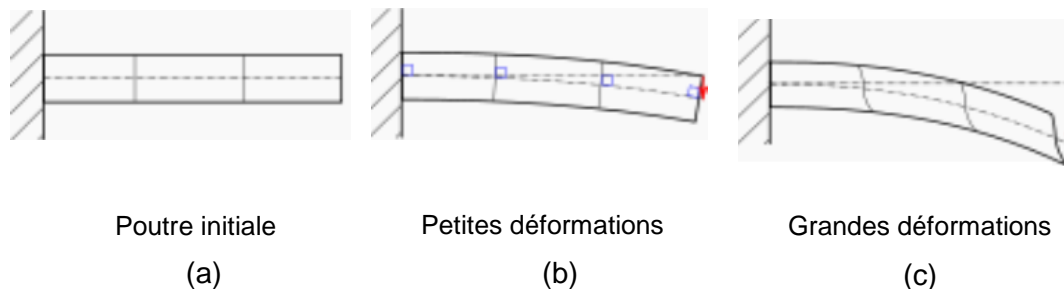 Poutre initiale
Petites déformations
Grandes déformations
(a)
(b)
(c)